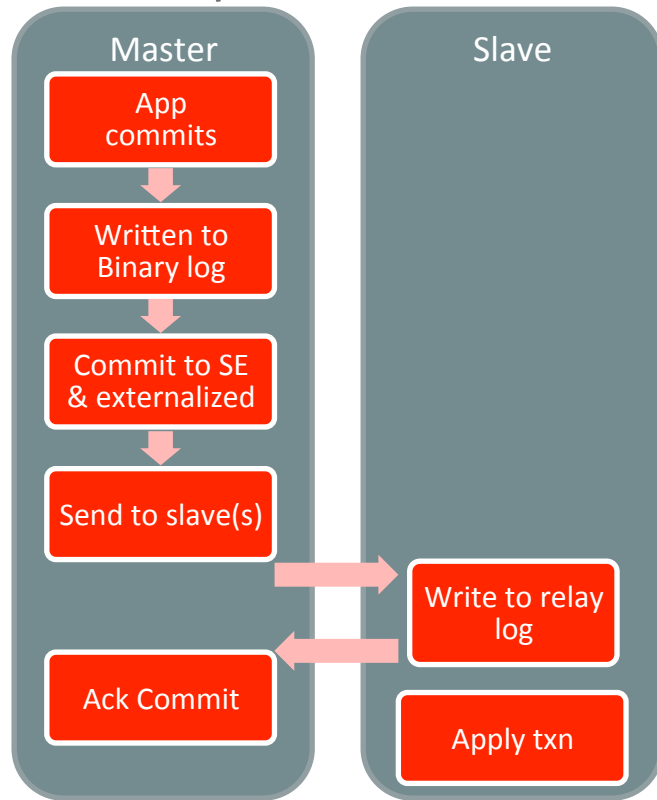 Master
App
commits
Written to
Binary log
Commit to SE
& externalized
Send to slave(s)
Ack Commit
Slave
Write to relay
log
Apply txn